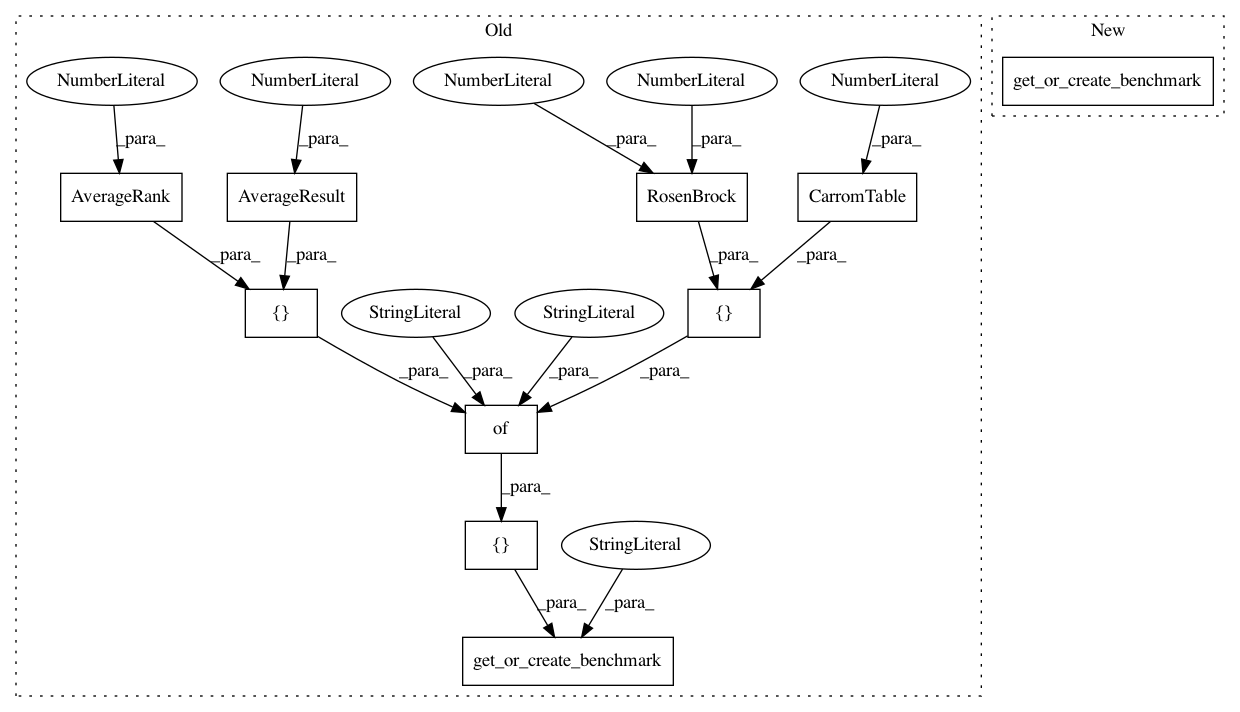 Old
New
NumberLiteral
NumberLiteral
NumberLiteral
NumberLiteral
NumberLiteral
get_or_create_benchmark
_para_
_para_
_para_
_para_
_para_
AverageRank
AverageResult
RosenBrock
CarromTable
_para_
_para_
_para_
_para_
{}
StringLiteral
StringLiteral
{}
_para_
_para_
_para_
_para_
of
_para_
{}
StringLiteral
_para_
_para_
get_or_create_benchmark